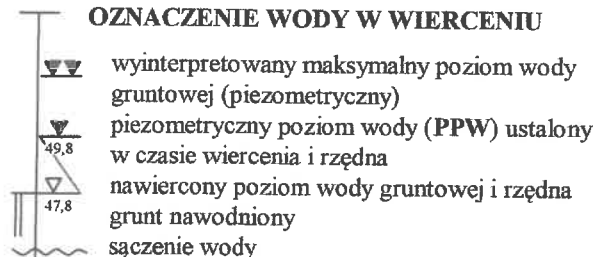 OZNACZENIE WODY W WIERCENIU
wyinterpretowany maksymalny poziom wody
gruntowej (piezometryczny)
piezometryczny poziom wody (PPW) ustalony
49,8
w czasie wiercenia i rzędna
nawiercony poziom wody gruntowej i rzędna
47,8
grunt nawodniony
sączenie wody